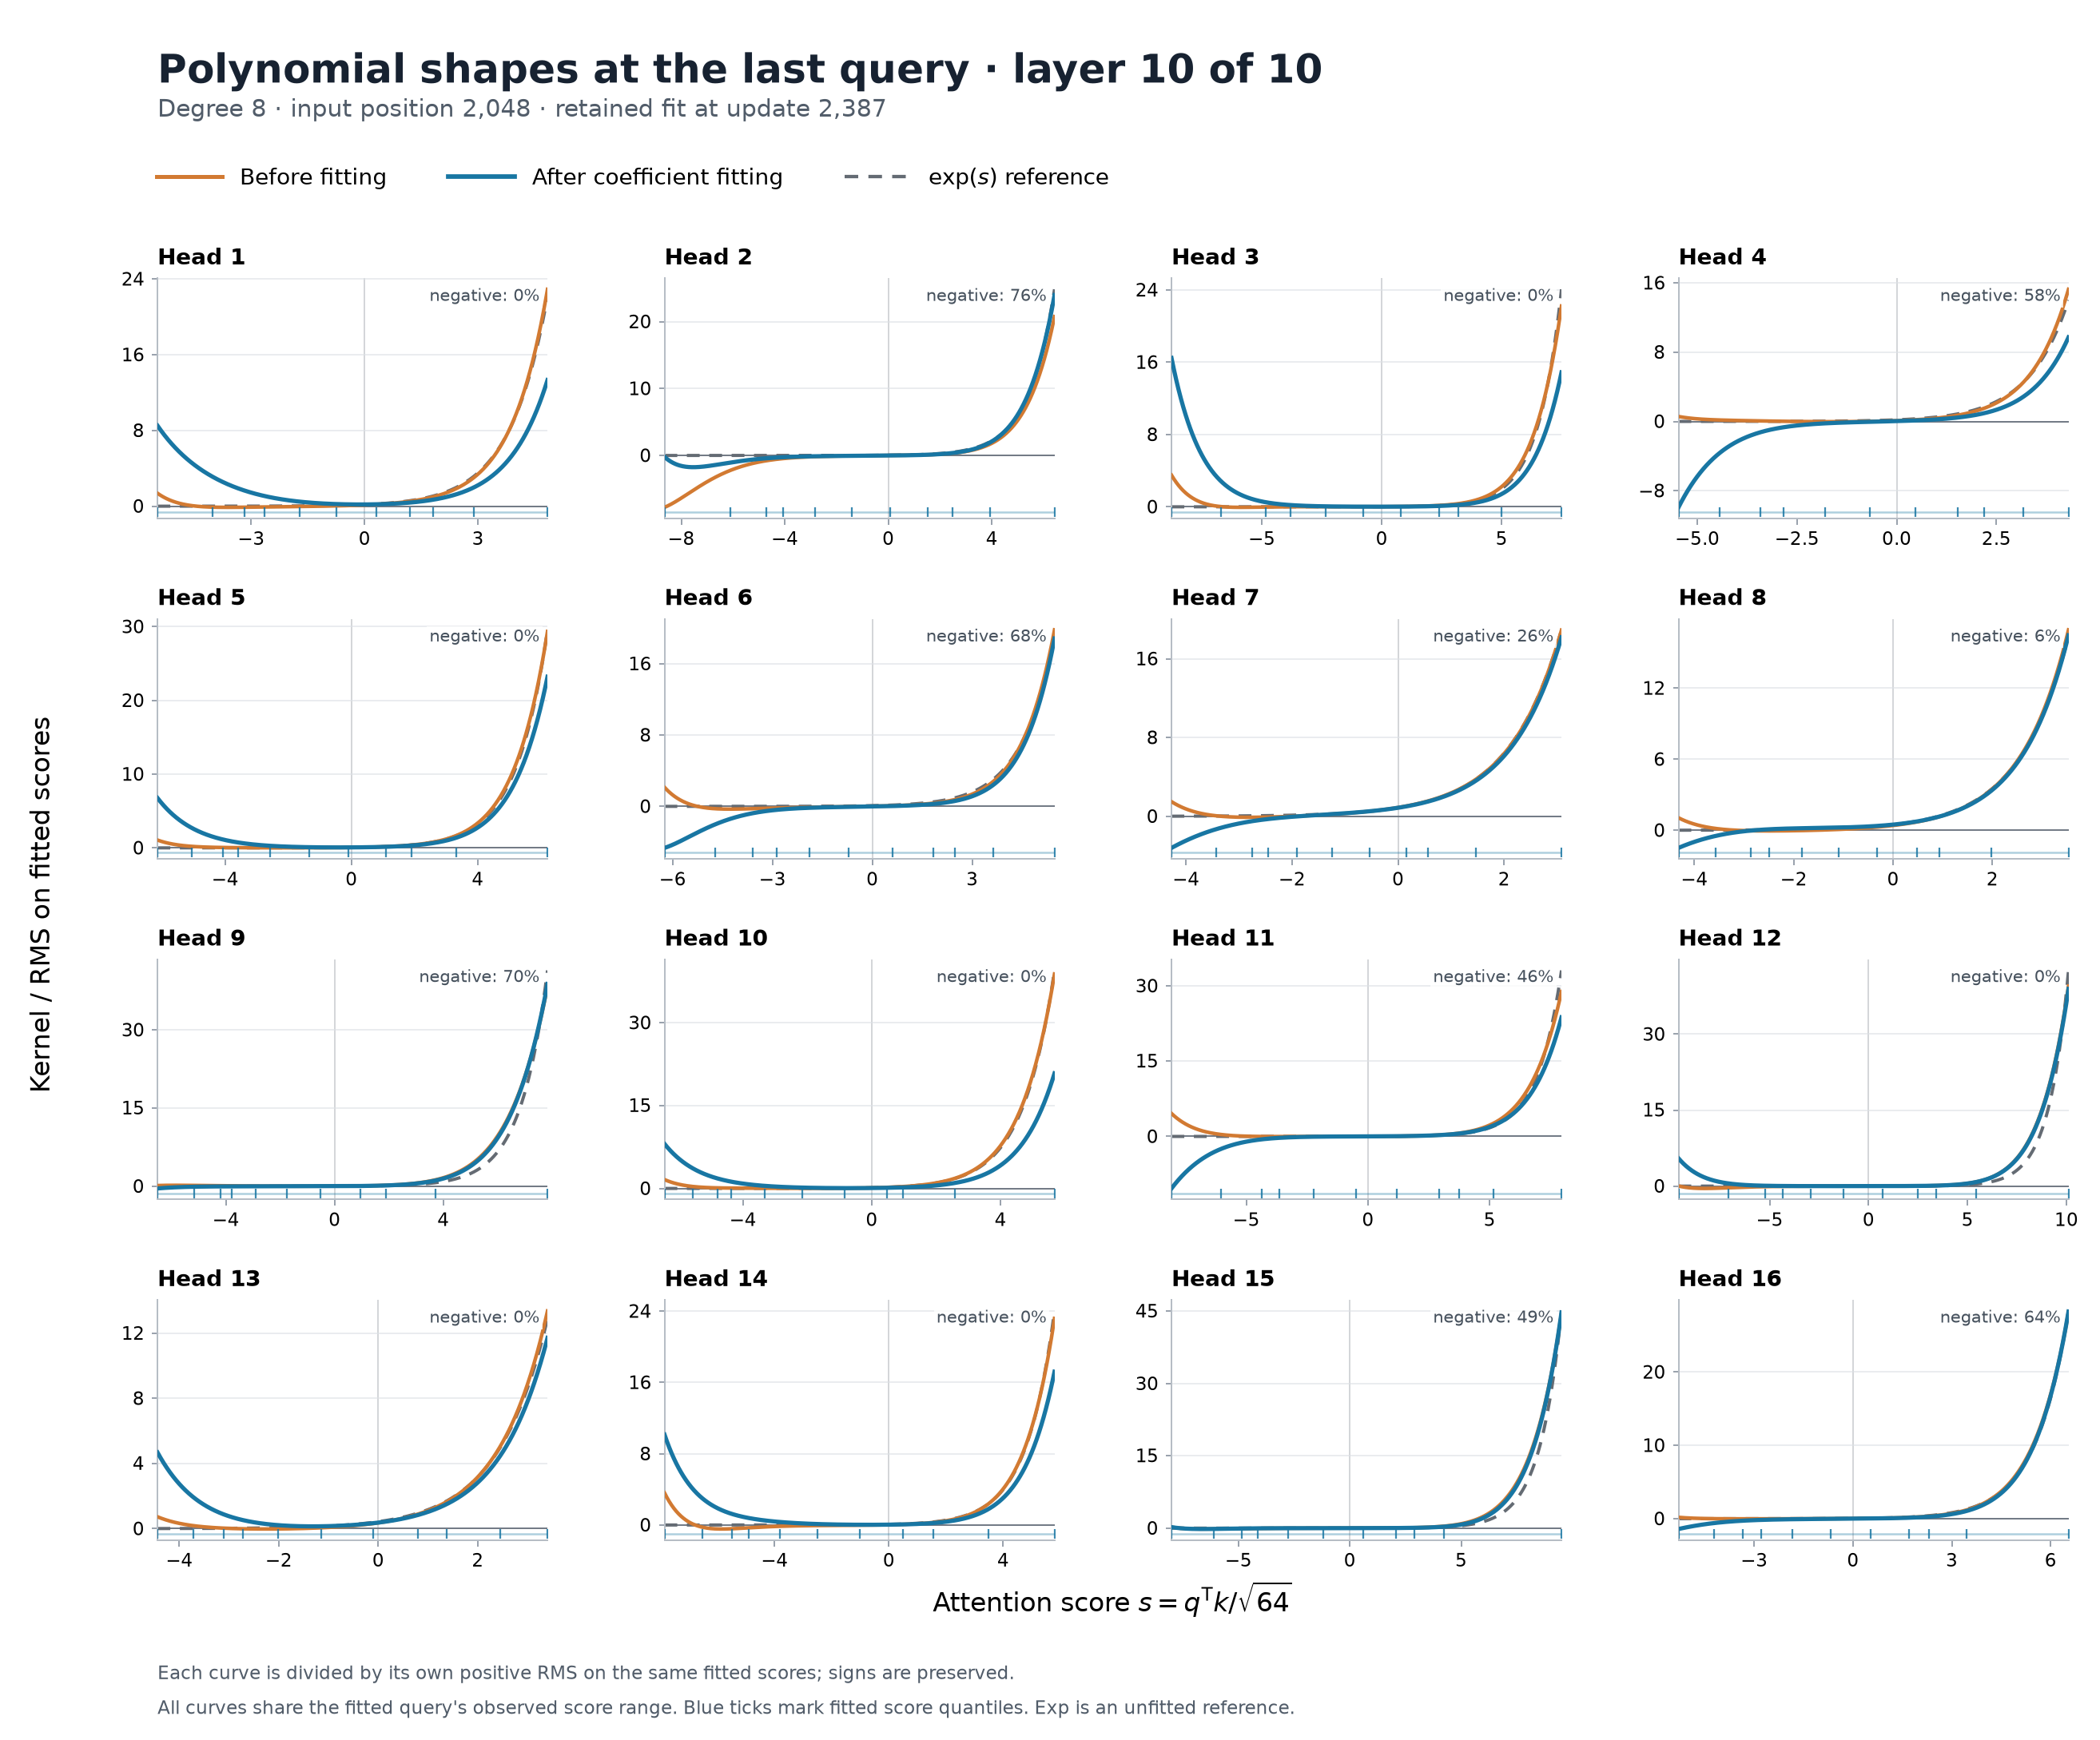 Polynomial shapes at the last query · layer 10 of 10
Degree 8 · input position 2,048 · retained fit at update 2,387
Before fitting
After coefficient fitting
exp(s) reference
Kernel / RMS on fitted scores
Head 1
negative: 0%
24
16
8
0
−3 0 3
Head 2
negative: 76%
20
10
0
−8 −4 0 4
Head 3
negative: 0%
24
16
8
0
−5 0 5
Head 4
negative: 58%
16
8
0
−8
−5.0 −2.5 0.0 2.5
Head 5
negative: 0%
30
20
10
0
−4 0 4
Head 6
negative: 68%
16
8
0
−6 −3 0 3
Head 7
negative: 26%
16
8
0
−4 −2 0 2
Head 8
negative: 6%
12
6
0
−4 −2 0 2
Head 9
negative: 70%
30
15
0
−4 0 4
Head 10
negative: 0%
30
15
0
−4 0 4
Head 11
negative: 46%
30
15
0
−5 0 5
Head 12
negative: 0%
30
15
0
−5 0 5 10
Head 13
negative: 0%
12
8
4
0
−4 −2 0 2
Head 14
negative: 0%
24
16
8
0
−4 0 4
Head 15
negative: 49%
45
30
15
0
−5 0 5
Head 16
negative: 64%
20
10
0
−3 0 3 6
Attention score s = qᵀk/√64
Each curve is divided by its own positive RMS on the same fitted scores; signs are preserved.
All curves share the fitted query's observed score range. Blue ticks mark fitted score quantiles. Exp is an unfitted reference.